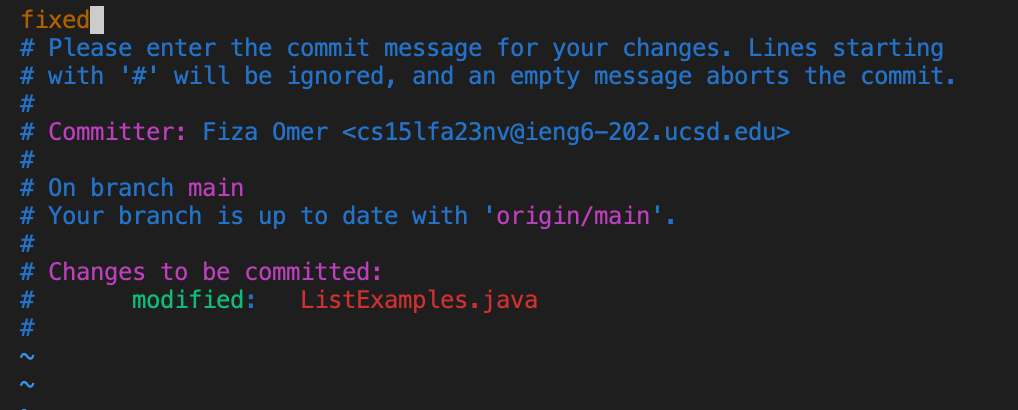 fixed
# Please enter the commit message for your changes. Lines starting
# with '#' will be ignored, and an empty message aborts the commit.
#
# Committer: Fiza Omer <cs15lfa23nv@ieng6-202.ucsd.edu>
#
# On branch main
# Your branch is up to date with 'origin/main'.
#
# Changes to be committed:
#       modified:   ListExamples.java
#
~
~